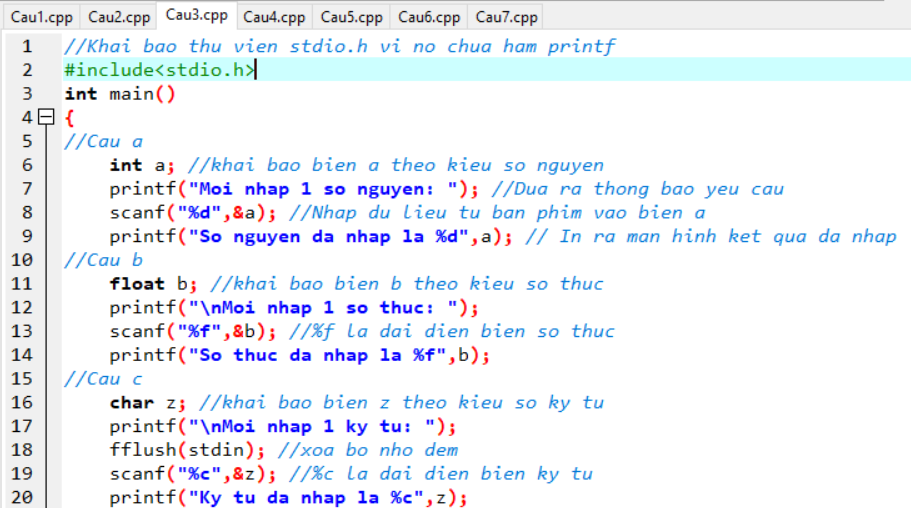 Cau1.cpp Cau2.cpp Cau3.cpp Cau4.cpp Cau5.cpp Cau6.cpp Cau7.cpp
1 //Khai bao thu vien stdio.h vi no chua ham printf
2 #include<stdio.h>
3 int main()
4 {
5 //Cau a
6 int a; //khai bao bien a theo kieu so nguyen
7 printf("Moi nhap 1 so nguyen: "); //Dua ra thong bao yeu cau
8 scanf("%d",&a); //Nhap du lieu tu ban phim vao bien a
9 printf("So nguyen da nhap la %d",a); // In ra man hinh ket qua da nhap
10 //Cau b
11 float b; //khai bao bien b theo kieu so thuc
12 printf("\nMoi nhap 1 so thuc: ");
13 scanf("%f",&b); //%f la dai dien bien so thuc
14 printf("So thuc da nhap la %f",b);
15 //Cau c
16 char z; //khai bao bien z theo kieu so ky tu
17 printf("\nMoi nhap 1 ky tu: ");
18 fflush(stdin); //xoa bo nho dem
19 scanf("%c",&z); //%c la dai dien bien ky tu
20 printf("Ky tu da nhap la %c",z);